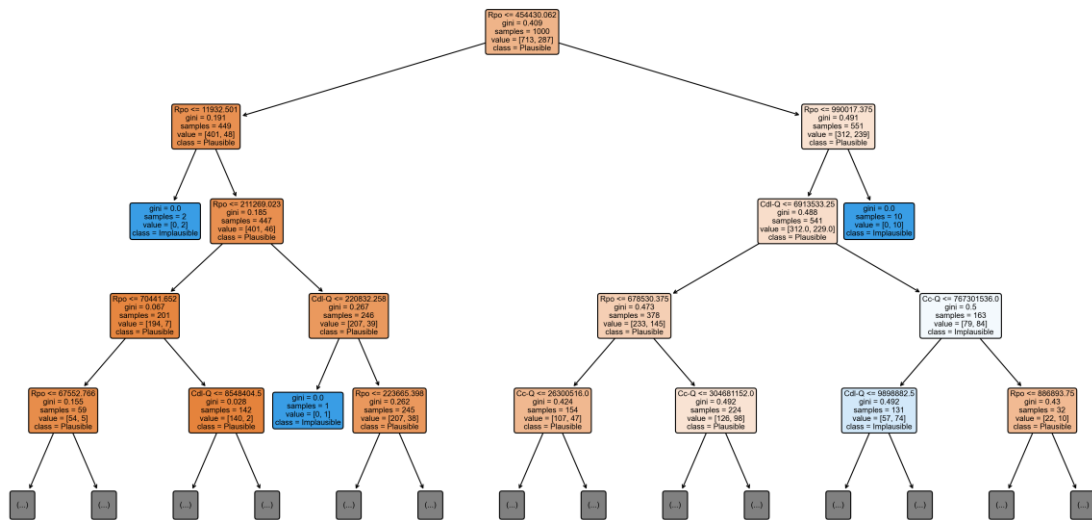 Rpo <= 454430.062
gini = 0.409
samples = 1000
value = [713, 287]
class = Plausible
Rpo <= 11932.501
gini = 0.191
samples = 449
value = [401, 48]
class = Plausible
Rpo <= 990017.375
gini = 0.491
samples = 551
value = [312, 239]
class = Plausible
gini = 0.0
samples = 2
value = [0, 2]
class = Implausible
Rpo <= 211269.023
gini = 0.185
samples = 447
value = [401, 46]
class = Plausible
Cdl-Q <= 6913533.25
gini = 0.488
samples = 541
value = [312.0, 229.0]
class = Plausible
gini = 0.0
samples = 10
value = [0, 10]
class = Implausible
Rpo <= 70441.652
gini = 0.067
samples = 201
value = [194, 7]
class = Plausible
Cdl-Q <= 220832.258
gini = 0.267
samples = 246
value = [207, 39]
class = Plausible
Rpo <= 678530.375
gini = 0.473
samples = 378
value = [233, 145]
class = Plausible
Cc-Q <= 767301536.0
gini = 0.5
samples = 163
value = [79, 84]
class = Implausible
Rpo <= 67552.766
gini = 0.155
samples = 59
value = [54, 5]
class = Plausible
Cdl-Q <= 8548404.5
gini = 0.028
samples = 142
value = [140, 2]
class = Plausible
gini = 0.0
samples = 1
value = [0, 1]
class = Implausible
Rpo <= 223665.398
gini = 0.262
samples = 245
value = [207, 38]
class = Plausible
Cc-Q <= 26300516.0
gini = 0.424
samples = 154
value = [107, 47]
class = Plausible
Cc-Q <= 304681152.0
gini = 0.492
samples = 224
value = [126, 98]
class = Plausible
Cdl-Q <= 9898882.5
gini = 0.492
samples = 131
value = [57, 74]
class = Implausible
Rpo <= 886893.75
gini = 0.43
samples = 32
value = [22, 10]
class = Plausible
(...)
(...)
(...)
(...)
(...)
(...)
(...)
(...)
(...)
(...)
(...)
(...)
(...)
(...)